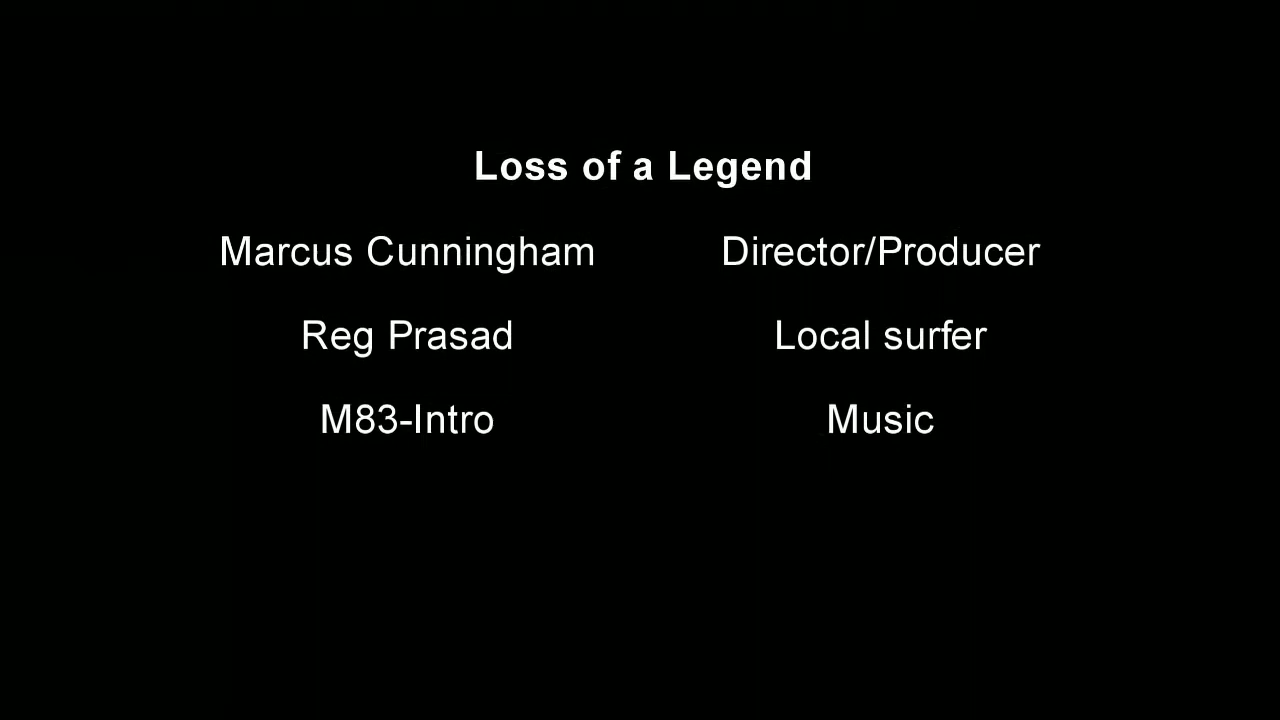 Loss of a Legend
Marcus Cunningham Director/Producer
Reg Prasad Local surfer
M83-Intro Music